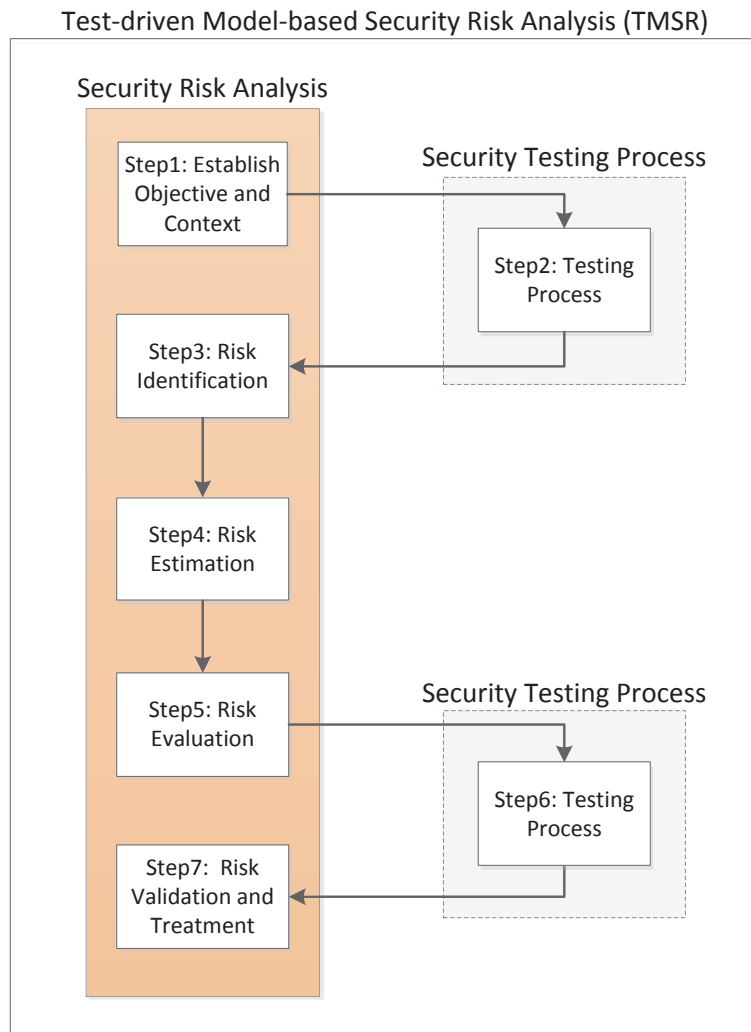 Test-driven Model-based Security Risk Analysis (TMSR)
Security Risk Analysis
Step1: Establish
Objective and
Context
Security Testing Process
Step2: Testing
Process
Step3: Risk
Identification
Step4: Risk
Estimation
Step5: Risk
Evaluation
Security Testing Process
Step6: Testing
Process
Step7:  Risk
Validation and
Treatment